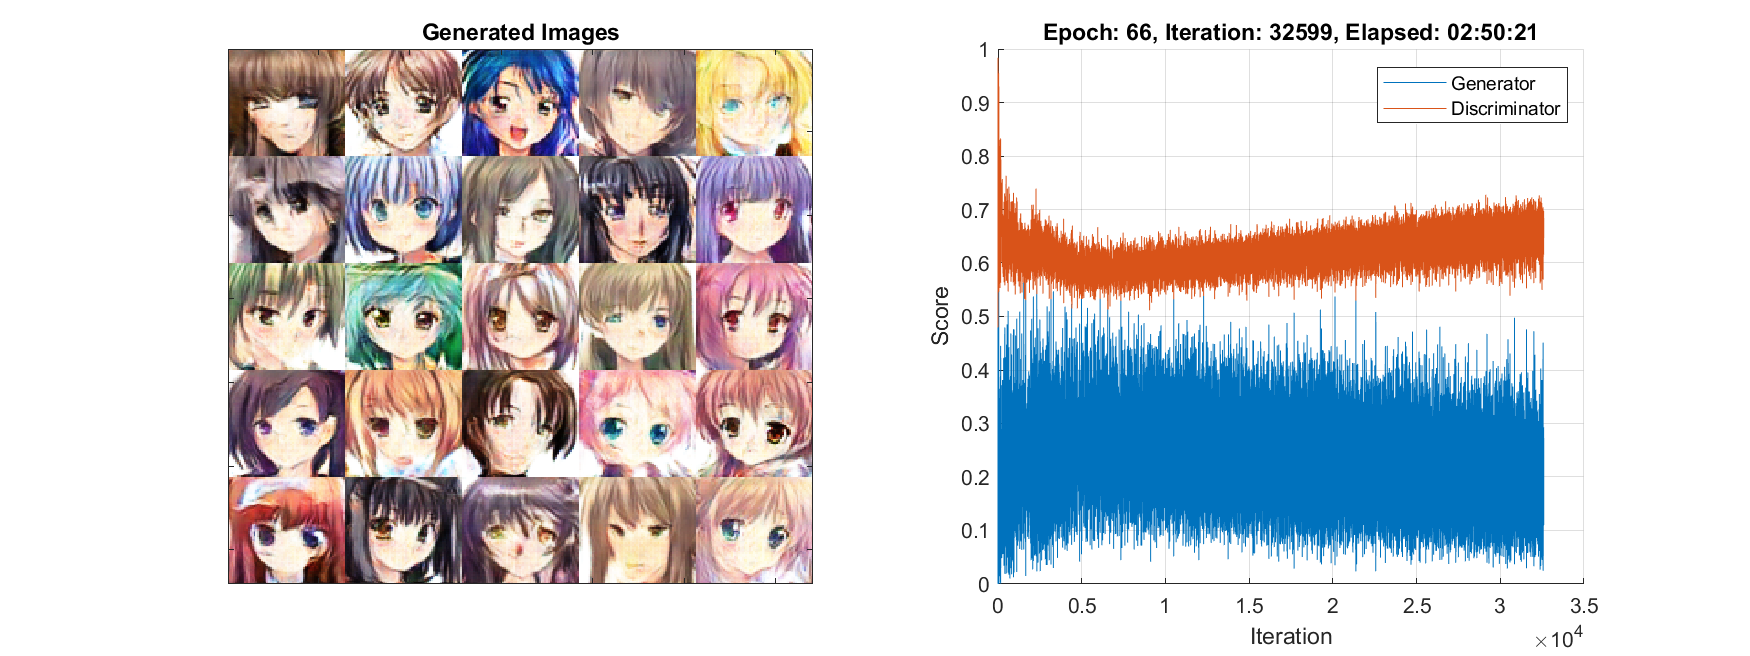 Generated Images
Epoch: 66, Iteration: 32599, Elapsed: 02:50:21
Generator
Discriminator
1
0.9
0.8
0.7
0.6
0.5
0.4
0.3
0.2
0.1
0
Score
0 0.5 1 1.5 2 2.5 3 3.5
Iteration
×10⁴